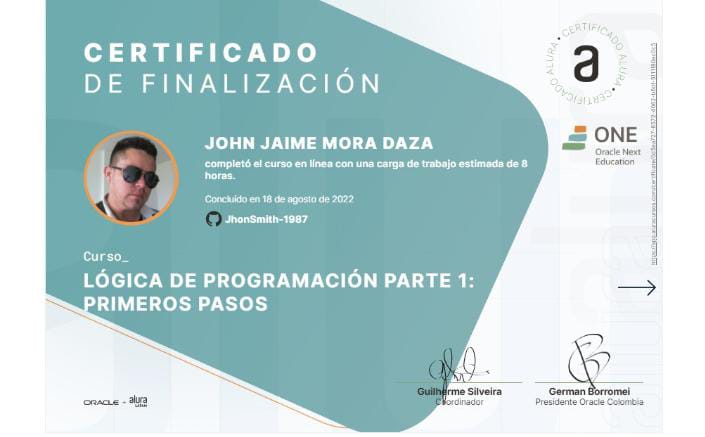 CERTIFICADO
DE FINALIZACIÓN
ALURA · CERTIFICADO ALURA · CERTIFICADO
a
ONE
Oracle Next
Education
JOHN JAIME MORA DAZA
completó el curso en línea con una carga de trabajo estimada de 8
horas.
Concluído en 18 de agosto de 2022
JhonSmith-1987
Curso_
LÓGICA DE PROGRAMACIÓN PARTE 1:
PRIMEROS PASOS
Guilherme Silveira
Coordinador
German Borromei
Presidente Oracle Colombia
ORACLE + alura